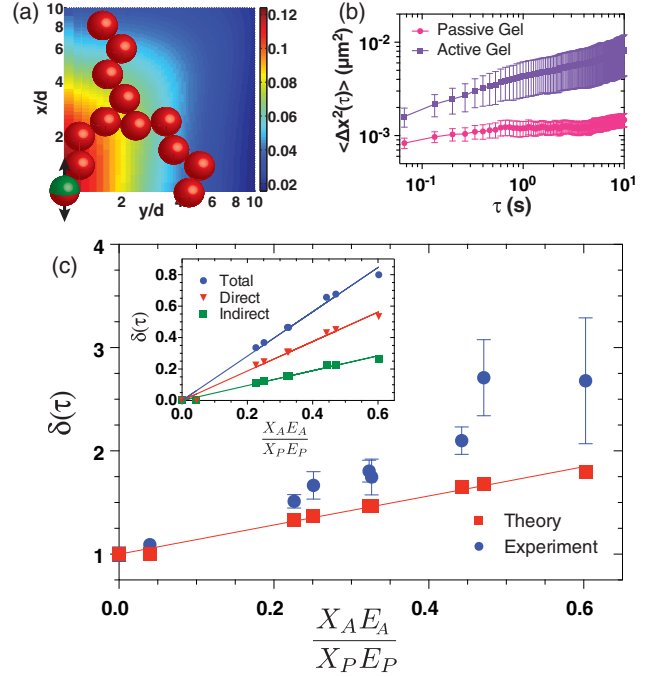 (a)
10
8
6
4
2
x/d
2
4
6
8
10
y/d
0.12
0.10
0.08
0.06
0.04
0.02
(b)
Passive Gel
Active Gel
<Δx²(τ)> (μm²)
10⁻²
10⁻³
10⁻¹
10⁰
10¹
τ (s)
(c)
δ(τ)
4
3
2
1
0.0
0.2
0.4
0.6
X_A E_A
X_P E_P
Theory
Experiment
Total
Direct
Indirect
δ(τ)
0.8
0.6
0.4
0.2
0.0
0.0
0.2
0.4
0.6
X_A E_A
X_P E_P